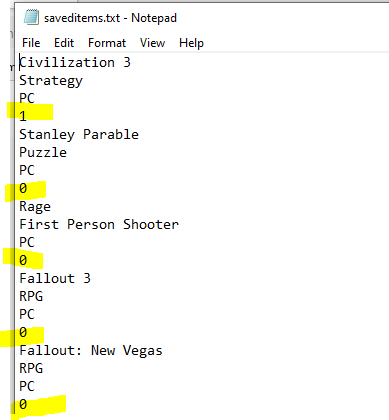 saveditems.txt - Notepad
File Edit Format View Help
Civilization 3
Strategy
PC
1
Stanley Parable
Puzzle
PC
0
Rage
First Person Shooter
PC
0
Fallout 3
RPG
PC
0
Fallout: New Vegas
RPG
PC
0